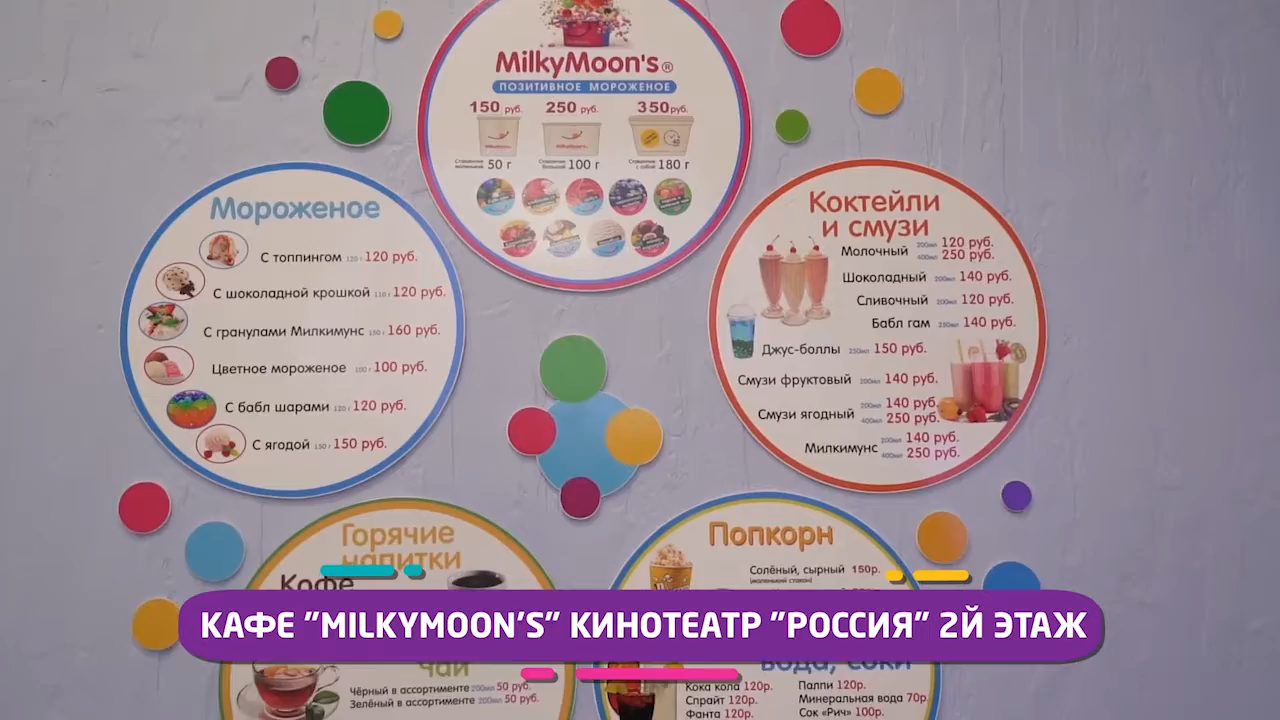 MilkyMoon's®
ПОЗИТИВНОЕ МОРОЖЕНОЕ
150 руб. 250 руб. 350 руб.
50 г 100 г 180 г
Мороженое
С топпингом 120 г 120 руб.
С шоколадной крошкой 110 г 120 руб.
С гранулами Милкимунс 150 г 160 руб.
Цветное мороженое 100 г 100 руб.
С бабл шарами 120 г 120 руб.
С ягодой 150 г 150 руб.
Коктейли
и смузи
Молочный 200мл 120 руб.
400мл 250 руб.
Шоколадный 200мл 140 руб.
Сливочный 200мл 120 руб.
Бабл гам 250мл 140 руб.
Джус-боллы 250мл 150 руб.
Смузи фруктовый 200мл 140 руб.
Смузи ягодный 200мл 140 руб.
400мл 250 руб.
Милкимунс 200мл 140 руб.
400мл 250 руб.
Горячие
напитки
Кофе
Попкорн
Солёный, сырный 150р.
(маленький стакан)
КАФЕ "MILKYMOON'S" КИНОТЕАТР "РОССИЯ" 2Й ЭТАЖ
Чай
Чёрный в ассортименте 200мл 50 руб.
Зелёный в ассортименте 200мл 50 руб.
вода, соки
Кока кола 120р. Палпи 120р.
Спрайт 120р. Минеральная вода 70р.
Фанта 120р. Сок «Рич» 100р.